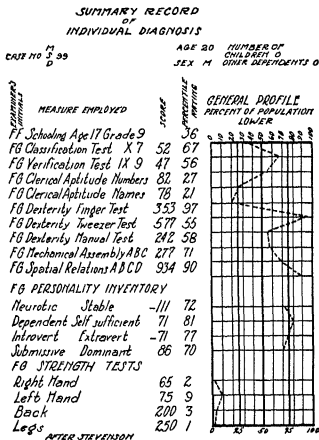 SUMMARY RECORD
OF
INDIVIDUAL DIAGNOSIS
M
CASE NO S 99
D
AGE 20 NUMBER OF
CHILDREN 0
SEX M OTHER DEPENDENTS 0
EXAMINER'S INITIALS MEASURE EMPLOYED SCORE PERCENTILE RATING
GENERAL PROFILE
PERCENT OF POPULATION
LOWER
0 10 20 30 40 50 60 70 80 90 100
FF Schooling Age 17 Grade 9 36
FG Classification Test X 7 52 67
FG Verification Test IX 9 47 56
FG Clerical Aptitude Numbers 82 27
FG Clerical Aptitude Names 78 21
FG Dexterity Finger Test 353 97
FG Dexterity Tweezer Test 577 55
FG Dexterity Manual Test 242 58
FG Mechanical Assembly A B C 277 71
FG Spatial Relations A B C D 934 90
FG PERSONALITY INVENTORY
Neurotic Stable -111 72
Dependent Self sufficient 71 81
Introvert Extravert -71 77
Submissive Dominant 86 70
FG STRENGTH TESTS
Right Hand 65 2
Left Hand 75 9
Back 200 3
Legs 250 1
AFTER STEVENSON